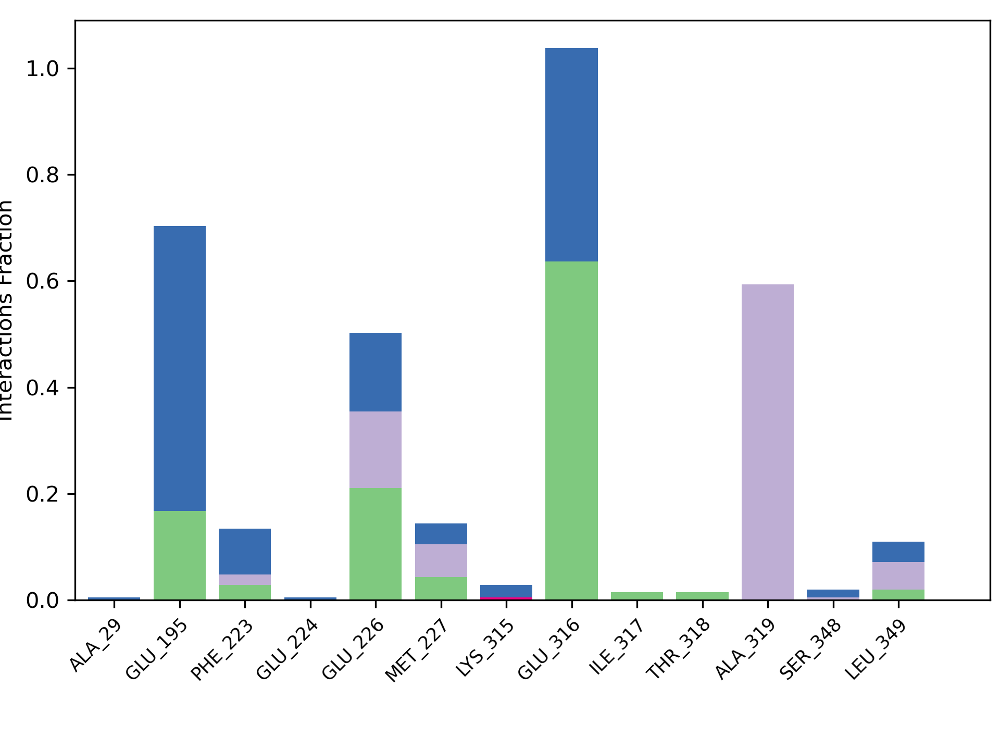 Interactions Fraction
1.0
0.8
0.6
0.4
0.2
0.0
ALA_29
GLU_195
PHE_223
GLU_224
GLU_226
MET_227
LYS_315
GLU_316
ILE_317
THR_318
ALA_319
SER_348
LEU_349